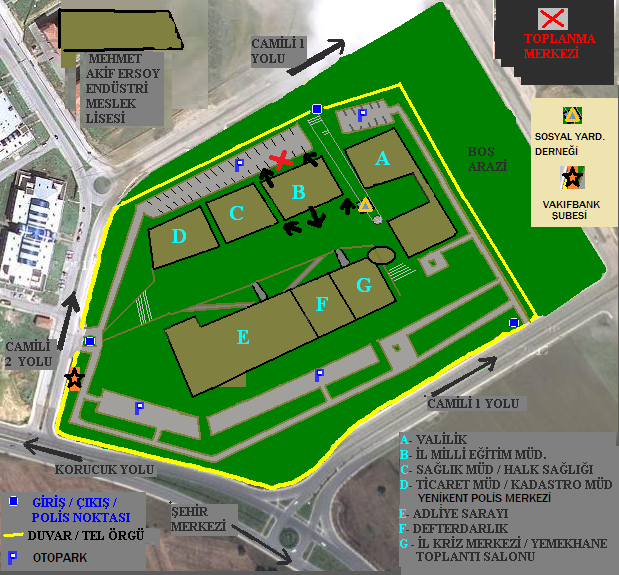 MEHMET
AKİF ERSOY
ENDÜSTRİ
MESLEK
LİSESİ
CAMİLİ 1
YOLU
TOPLANMA
MERKEZİ
SOSYAL YARD.
DERNEĞİ
VAKIFBANK
ŞUBESİ
BOS
ARAZİ
P
P
A
B
C
D
E
F
G
P
P
CAMİLİ
2 YOLU
KORUCUK YOLU
CAMİLİ 1 YOLU
ŞEHİR
MERKEZİ
GİRİŞ / ÇIKIŞ /
POLİS NOKTASI
DUVAR / TEL ÖRGÜ
P OTOPARK
A- VALİLİK
B- İL MİLLİ EĞİTİM MÜD.
C- SAĞLIK MÜD / HALK SAĞLIĞI
D- TİCARET MÜD / KADASTRO MÜD
YENİKENT POLİS MERKEZİ
E- ADLİYE SARAYI
F- DEFTERDARLIK
G- İL KRİZ MERKEZİ / YEMEKHANE
TOPLANTI SALONU